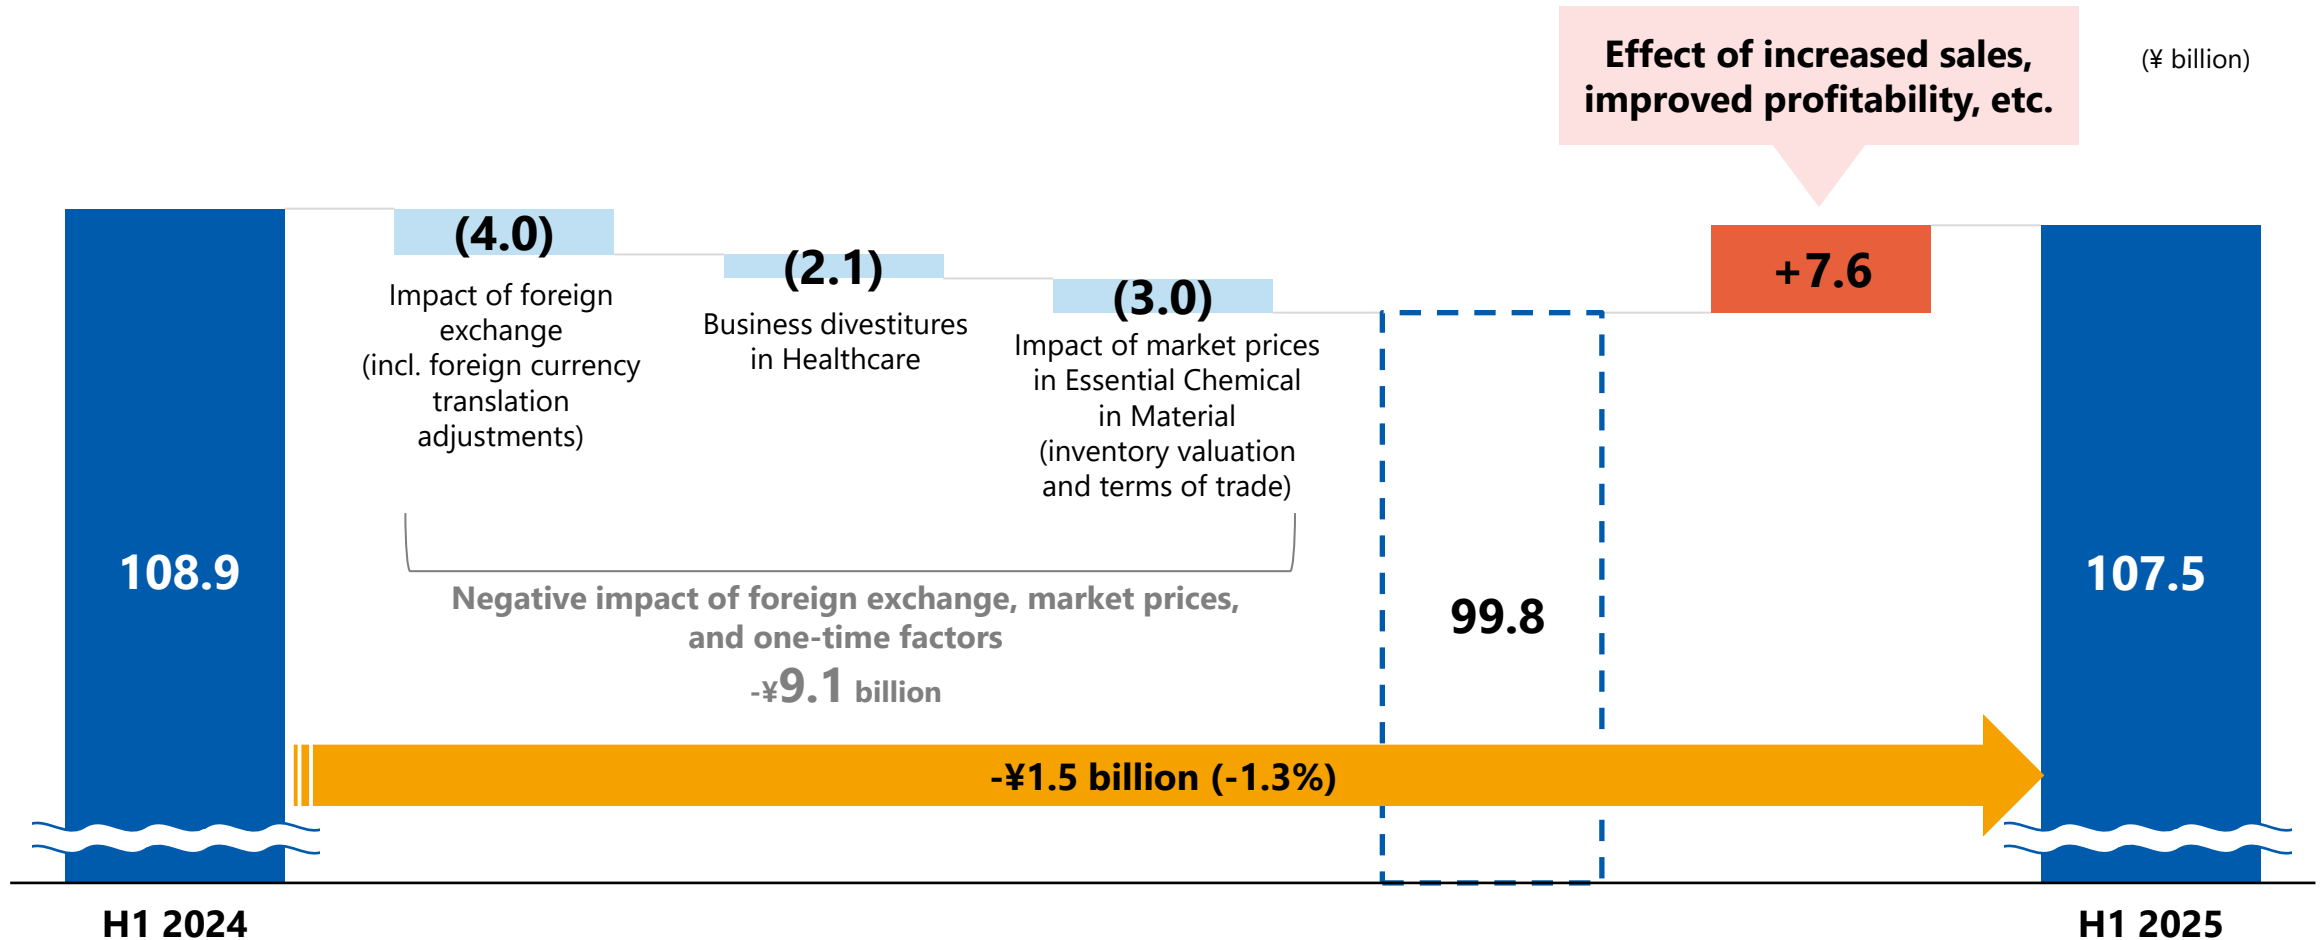 Effect of increased sales,
improved profitability, etc.
(¥ billion)
(4.0)
Impact of foreign
exchange
(incl. foreign currency
translation
adjustments)
(2.1)
Business divestitures
in Healthcare
(3.0)
Impact of market prices
in Essential Chemical
in Material
(inventory valuation
and terms of trade)
+7.6
108.9
Negative impact of foreign exchange, market prices,
and one-time factors
-¥9.1 billion
99.8
107.5
-¥1.5 billion (-1.3%)
H1 2024
H1 2025